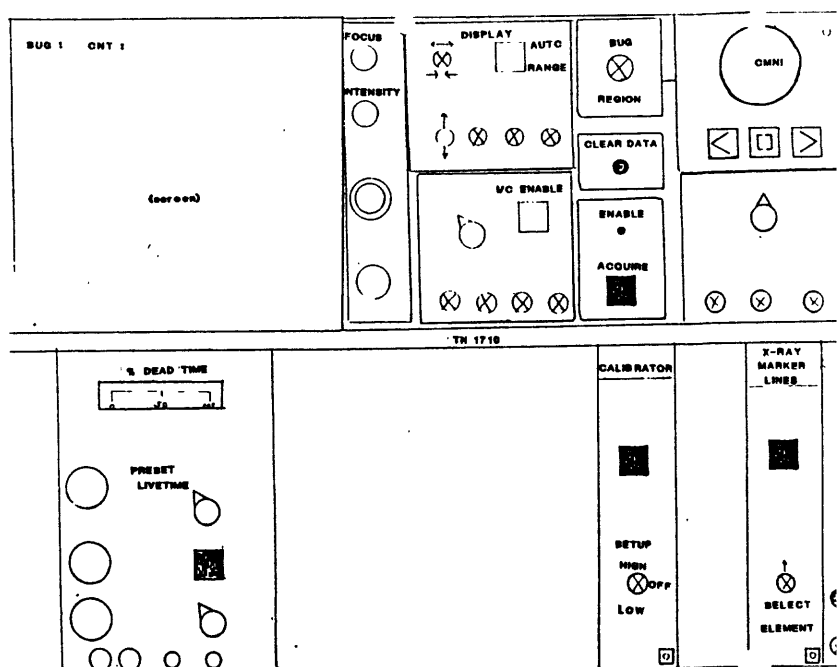 BUG : CNT :
(screen)
FOCUS
INTENSITY
DISPLAY
AUTO
RANGE
I/C ENABLE
BUG
REGION
CLEAR DATA
ENABLE
ACQUIRE
OMNI
< [] >
TN 1710
% DEAD TIME
PRESET
LIVETIME
CALIBRATOR
SETUP
HIGH
OFF
LOW
X-RAY
MARKER
LINES
SELECT
ELEMENT